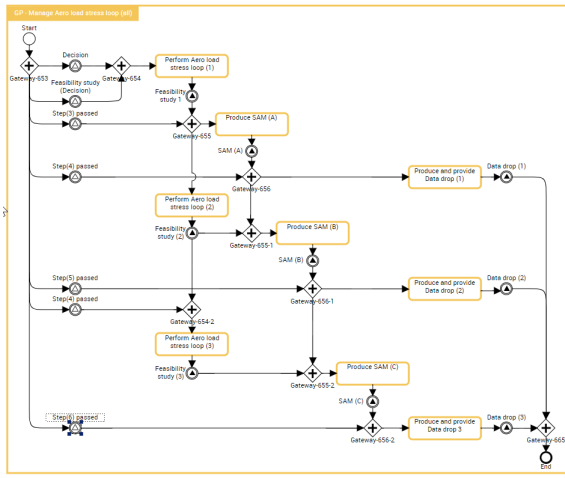 GP - Manage Aero load stress loop (all)
Start
Decision
Gateway-653
Gateway-654
Perform Aero load
stress loop (1)
Feasibility study
(Decision)
Feasibility
study 1
Step(3) passed
Gateway-655
Produce SAM (A)
SAM (A)
Step(4) passed
Gateway-656
Produce and provide
Data drop (1)
Data drop (1)
Perform Aero load
stress loop (2)
Feasibility
study (2)
Gateway-655-1
Produce SAM (B)
SAM (B)
Step(5) passed
Gateway-656-1
Produce and provide
Data drop (2)
Data drop (2)
Step(4) passed
Gateway-654-2
Perform Aero load
stress loop (3)
Feasibility
study (3)
Gateway-655-2
Produce SAM (C)
SAM (C)
Step(6) passed
Gateway-656-2
Produce and provide
Data drop 3
Data drop (3)
Gateway-665
End